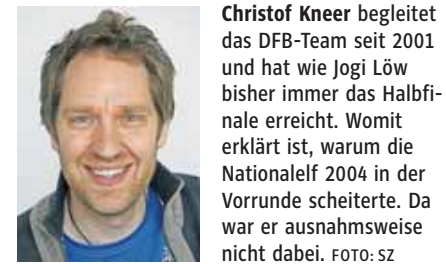 Christof Kneer begleitet
das DFB-Team seit 2001
und hat wie Jogi Löw
bisher immer das Halbfi-
nale erreicht. Womit
erklärt ist, warum die
Nationalelf 2004 in der
Vorrunde scheiterte. Da
war er ausnahmsweise
nicht dabei. FOTO: SZ